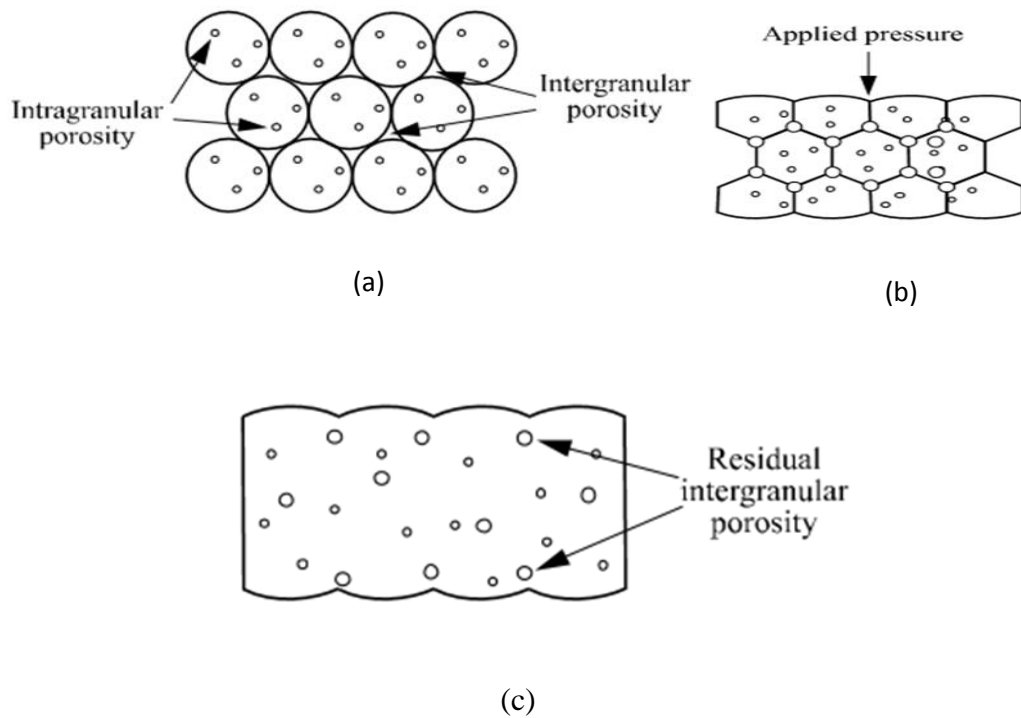 Intragranular
porosity
Intergranular
porosity
Applied pressure
(a)
(b)
Residual
intergranular
porosity
(c)